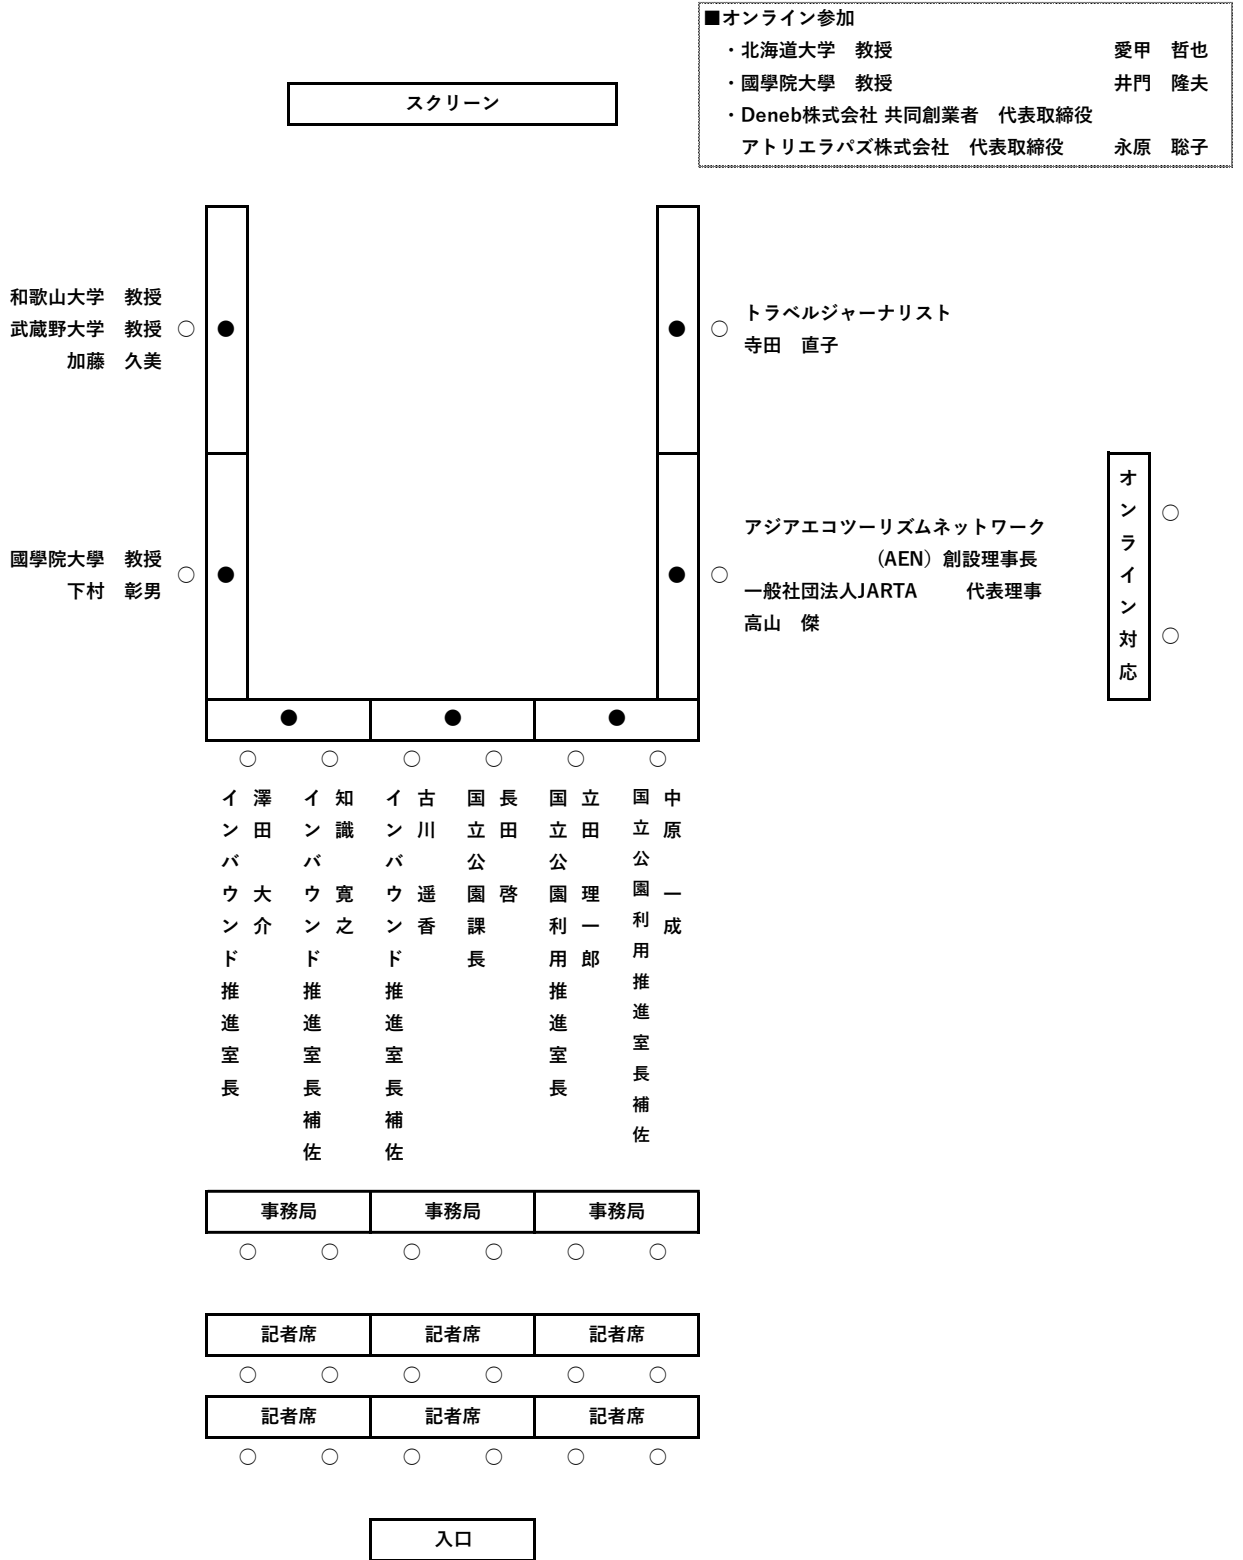 ■オンライン参加
・北海道大学　教授　愛甲　哲也
・國學院大學　教授　井門　隆夫
・Deneb株式会社 共同創業者　代表取締役
アトリエラパズ株式会社　代表取締役　永原　聡子
スクリーン
和歌山大学　教授
武蔵野大学　教授　○　●
加藤　久美
●　○　トラベルジャーナリスト
寺田　直子
國學院大學　教授　○　●
下村　彰男
●　○　アジアエコツーリズムネットワーク
（AEN）創設理事長
一般社団法人JARTA　代表理事
高山　傑
オンライン対応
○
○
●　●　●
○　○　○　○　○　○
澤田　大介
インバウンド推進室長
知識　寛之
インバウンド推進室長補佐
古川　遥香
インバウンド推進室長補佐
長田　啓
国立公園課長
立田　理一郎
国立公園利用推進室長
中原　一成
国立公園利用推進室長補佐
事務局　事務局　事務局
○　○　○　○　○　○
記者席　記者席　記者席
○　○　○　○　○　○
記者席　記者席　記者席
○　○　○　○　○　○
入口